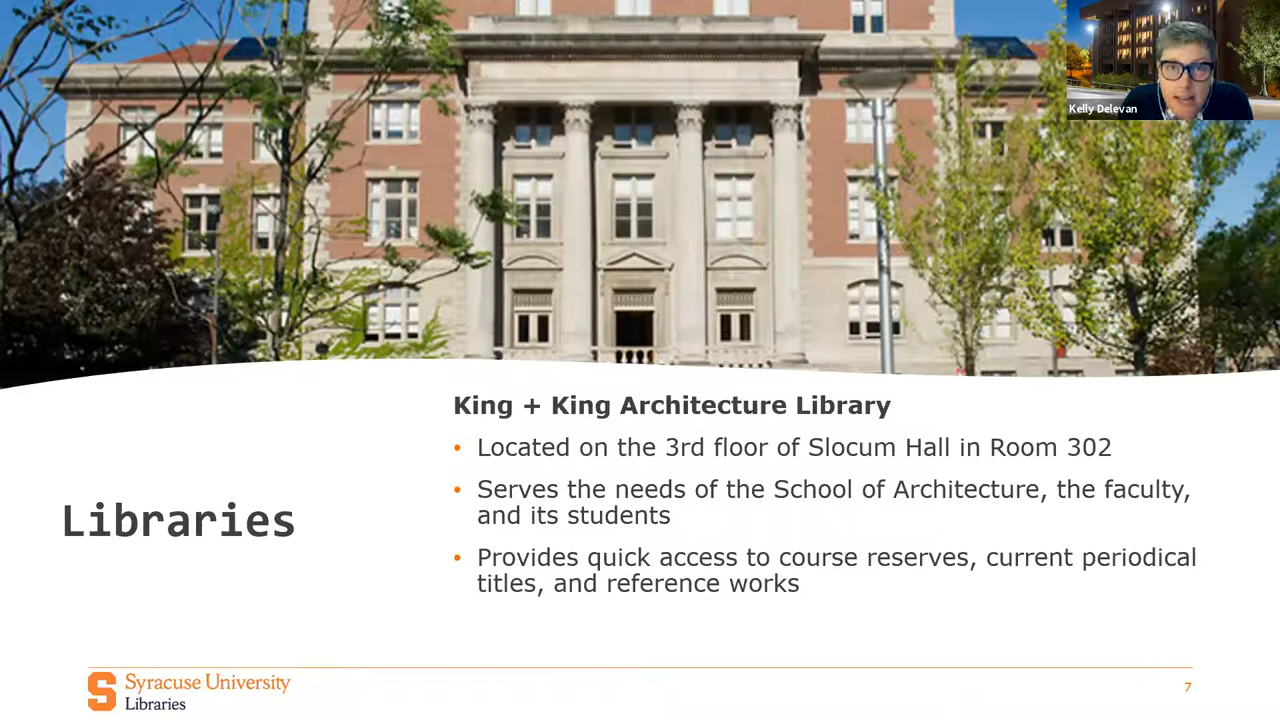 Kelly Delevan
King + King Architecture Library
• Located on the 3rd floor of Slocum Hall in Room 302
• Serves the needs of the School of Architecture, the faculty,
and its students
• Provides quick access to course reserves, current periodical
titles, and reference works
Libraries
S Syracuse University
Libraries
7